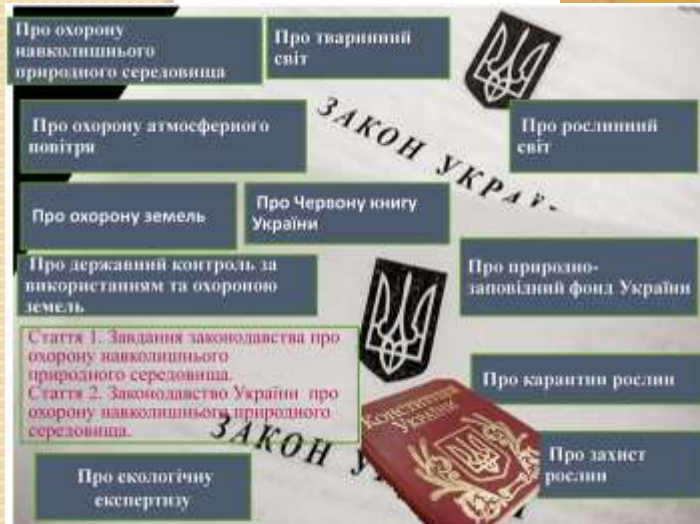 Про охорону
навколишнього
природного середовища
Про тваринний
світ
Про охорону атмосферного
повітря
ЗАКОН УКРА
Про рослинний
світ
Про охорону земель
Про Червону книгу
України
Про державний контроль за
використанням та охороною
земель
Про природно-
заповідний фонд України
Стаття 1. Завдання законодавства про
охорону навколишнього
природного середовища.
Стаття 2. Законодавство України про
охорону навколишнього природного
середовища.
Про карантин рослин
Конституція
України
ЗАКОН У
Про захист
рослин
Про екологічну
експертизу